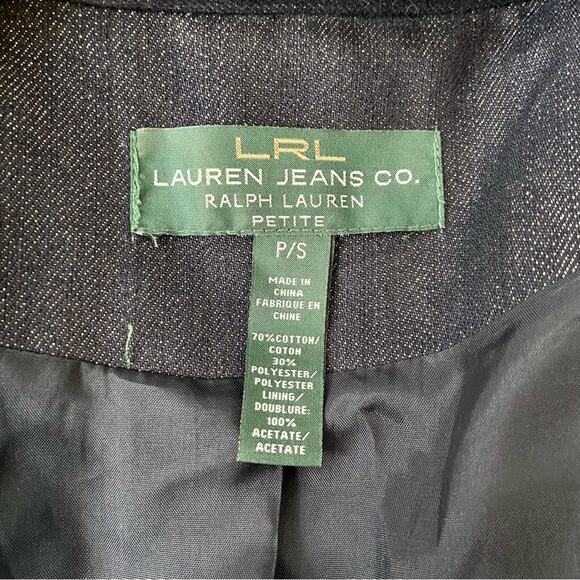 LRL
LAUREN JEANS CO.
RALPH LAUREN
PETITE
P/S
MADE IN
CHINA
FABRIQUE EN
CHINE
70%COTTON/
COTON
30%
POLYESTER/
POLYESTER
LINING/
DOUBLURE:
100%
ACETATE/
ACETATE